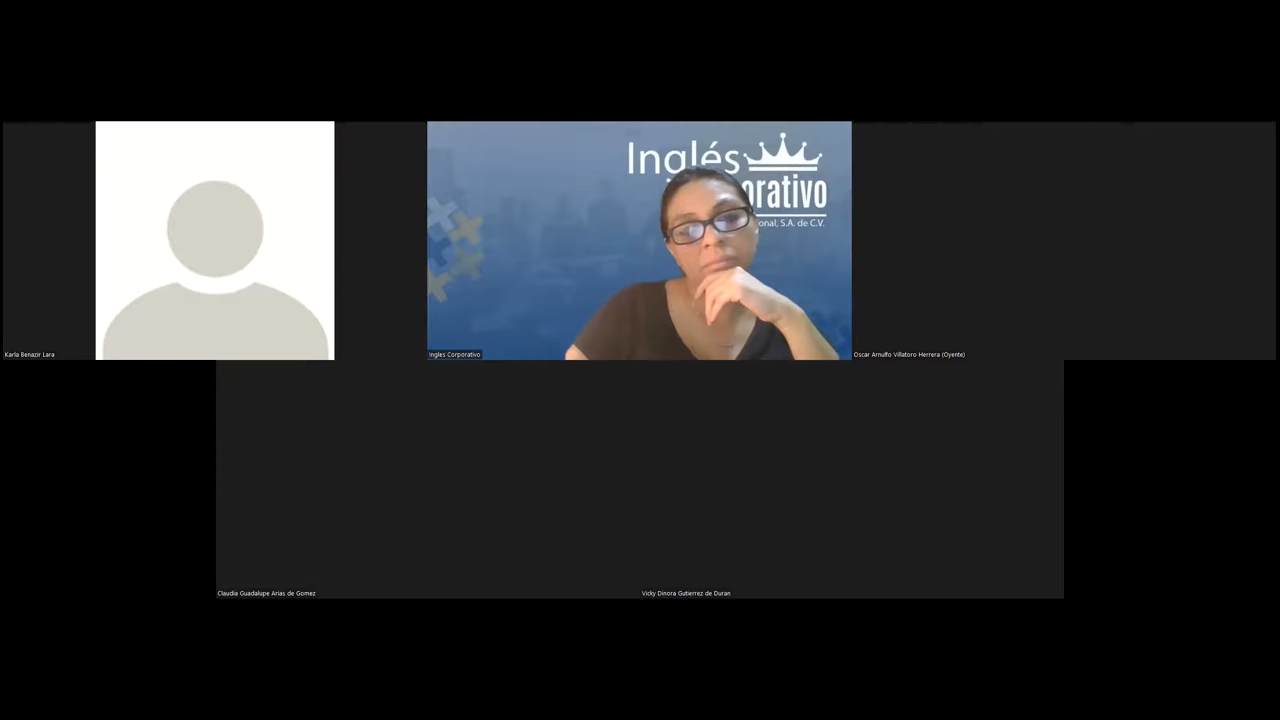 Inglés
orativo
onal, S.A. de C.V.
Karla Benazir Lara
Ingles Corporativo
Oscar Arnulfo Villatoro Herrera (Oyente)
Claudia Guadalupe Arias de Gomez
Vicky Dinora Gutierrez de Duran